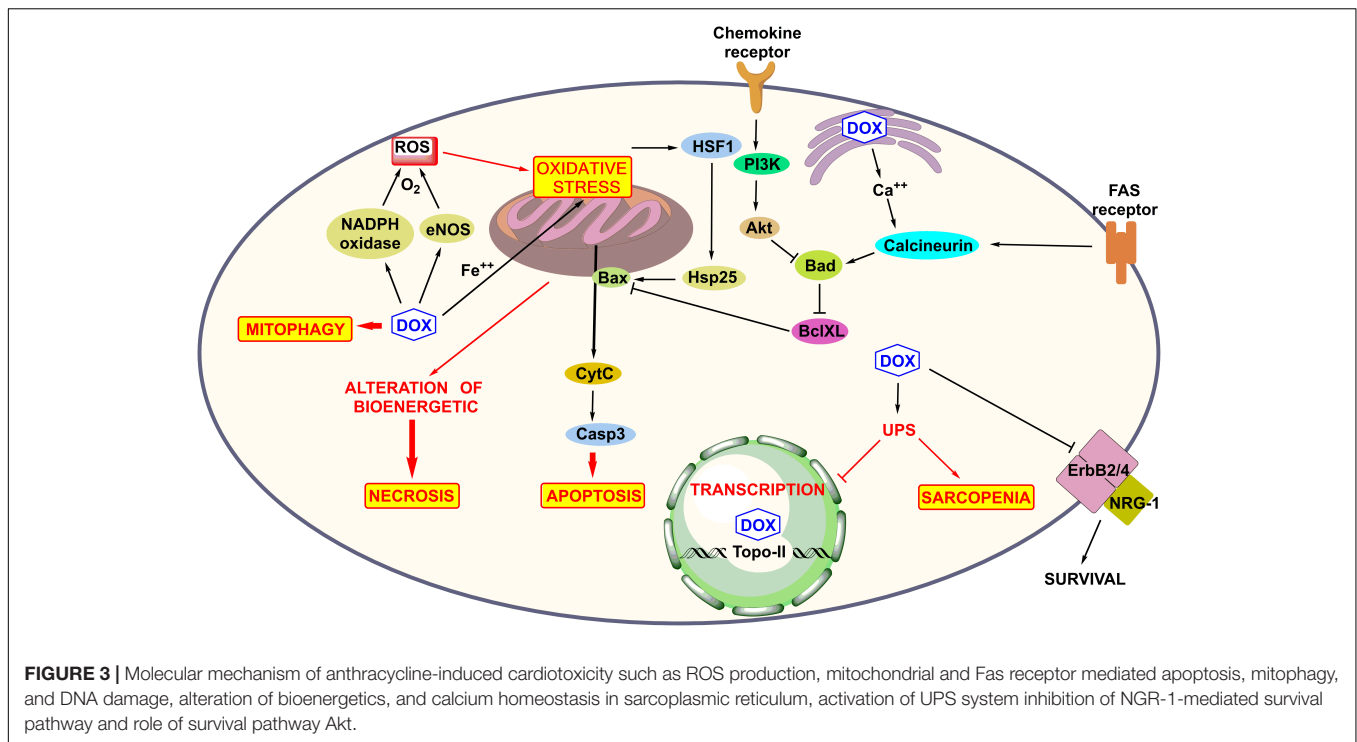 Chemokine
receptor
DOX
ROS
HSF1
PI3K
OXIDATIVE
STRESS
O2
Ca++
FAS
receptor
NADPH
oxidase
eNOS
Akt
Calcineurin
Bad
Fe++
Bax
Hsp25
MITOPHAGY
DOX
BclXL
DOX
CytC
ALTERATION OF
BIOENERGETIC
Casp3
UPS
ErbB2/4
NECROSIS
APOPTOSIS
TRANSCRIPTION
SARCOPENIA
NRG-1
DOX
Topo-II
SURVIVAL
FIGURE 3 | Molecular mechanism of anthracycline-induced cardiotoxicity such as ROS production, mitochondrial and Fas receptor mediated apoptosis, mitophagy,
and DNA damage, alteration of bioenergetics, and calcium homeostasis in sarcoplasmic reticulum, activation of UPS system inhibition of NGR-1-mediated survival
pathway and role of survival pathway Akt.